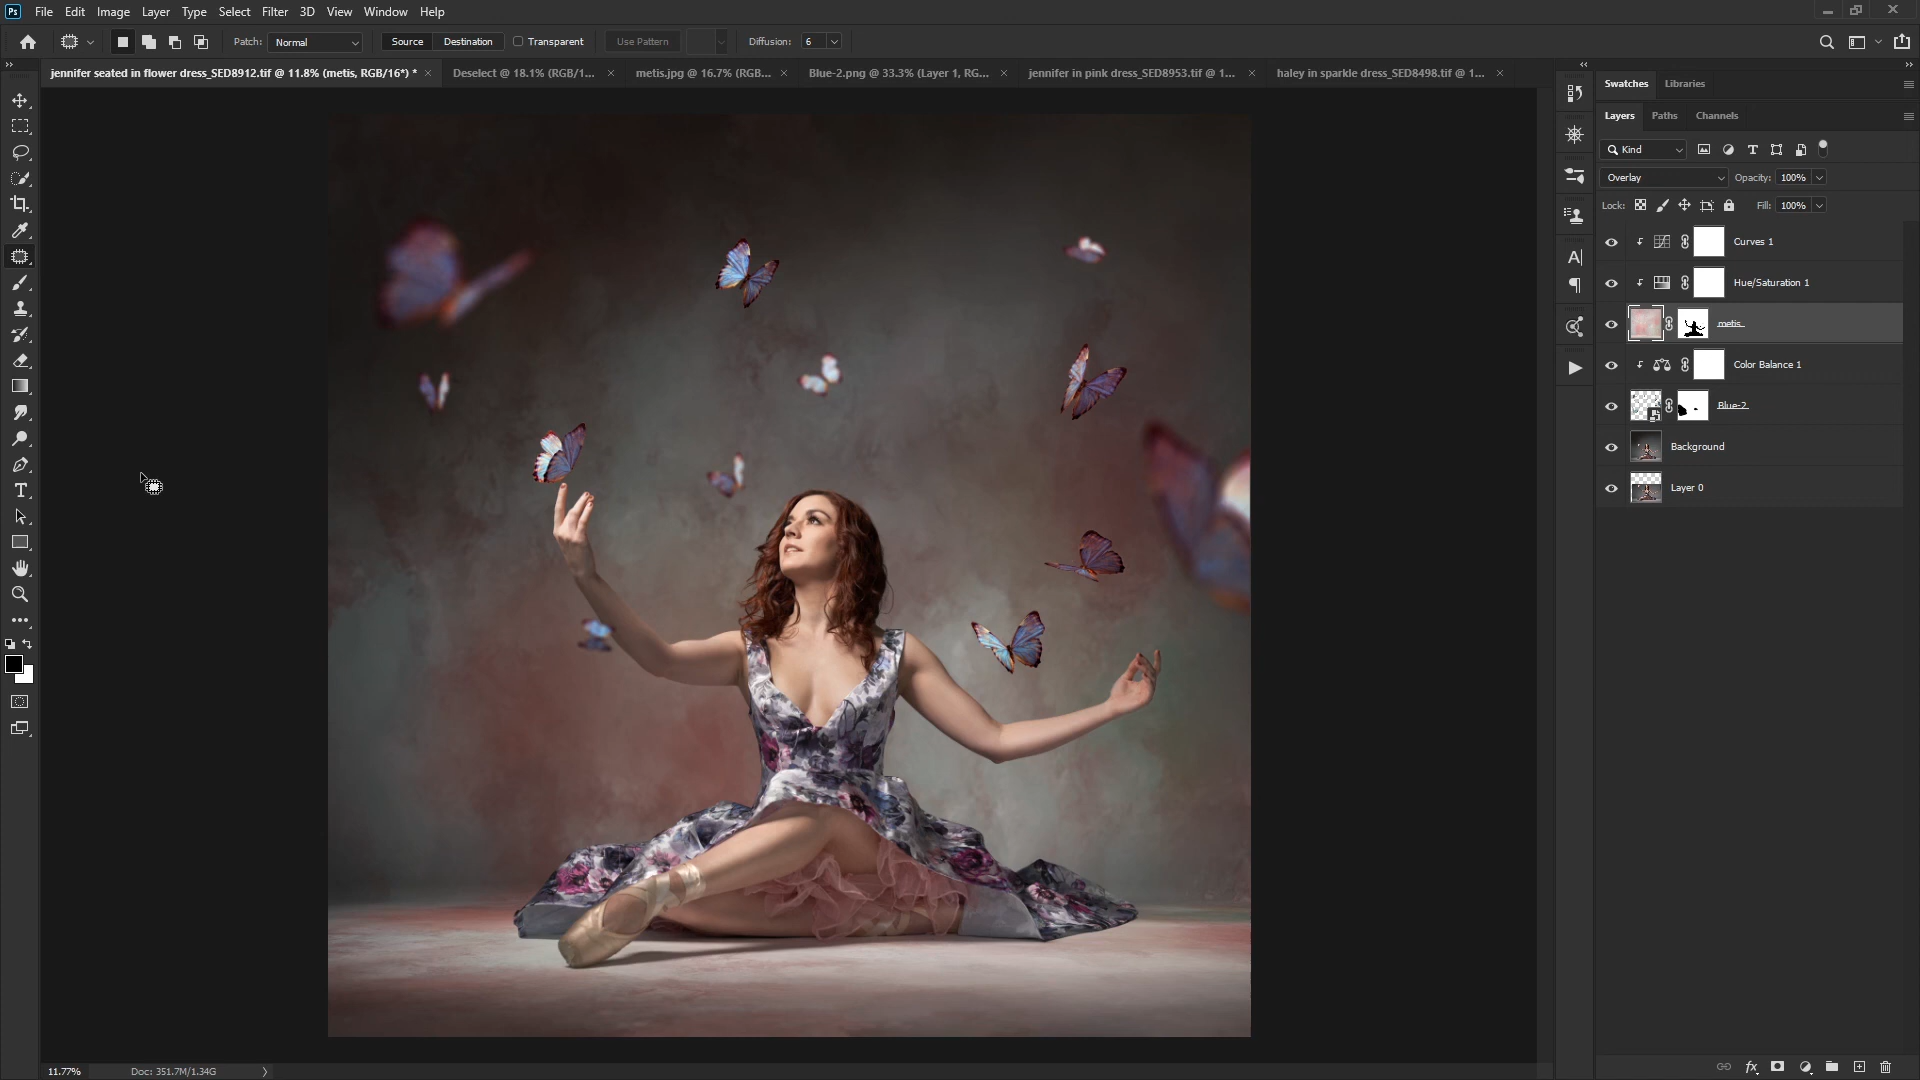 Ps File Edit Image Layer Type Select Filter 3D View Window Help
Patch: Normal Source Destination Transparent Use Pattern Diffusion: 6
jennifer seated in flower dress_SED8912.tif @ 11.8% (metis, RGB/16*) * × Deselect @ 18.1% (RGB/1... × metis.jpg @ 16.7% (RGB... × Blue-2.png @ 33.3% (Layer 1, RG... × jennifer in pink dress_SED8953.tif @ 1... × haley in sparkle dress_SED8498.tif @ 1... ×
Swatches Libraries
Layers Paths Channels
Kind
Overlay Opacity: 100%
Lock: Fill: 100%
Curves 1
Hue/Saturation 1
metis
Color Balance 1
Blue-2
Background
Layer 0
11.77% Doc: 351.7M/1.34G